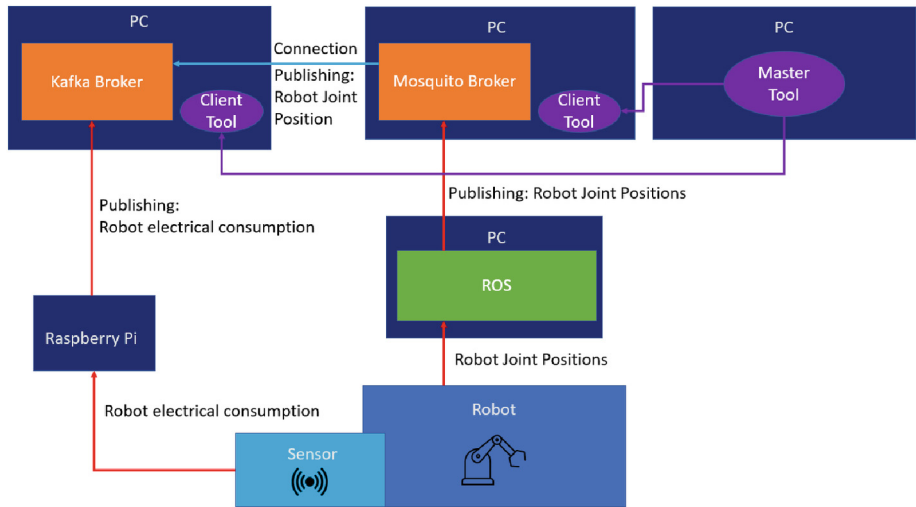 PC
PC
PC
Kafka Broker
Connection
Publishing:
Robot Joint
Position
Mosquito Broker
Master
Tool
Client
Tool
Client
Tool
Publishing:
Robot electrical consumption
Publishing: Robot Joint Positions
PC
ROS
Raspberry Pi
Robot Joint Positions
Robot electrical consumption
Robot
Sensor